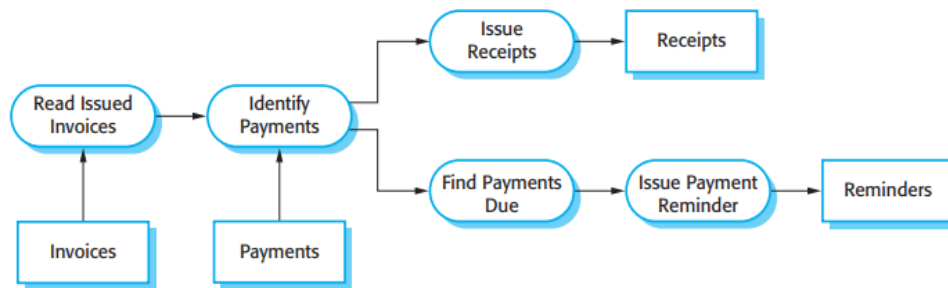 Issue
Receipts
Receipts
Read Issued
Invoices
Identify
Payments
Find Payments
Due
Issue Payment
Reminder
Reminders
Invoices
Payments